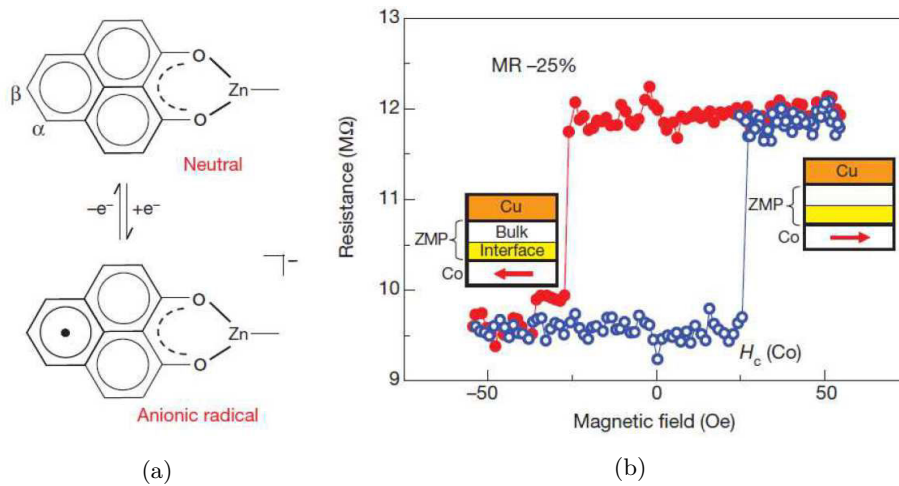 O
β
Zn
α
O
Neutral
–e⁻
+e⁻
–
O
Zn
O
Anionic radical
(a)
13
MR –25%
12
Resistance (MΩ)
11
10
9
Cu
ZMP
Bulk
Interface
Co
Cu
ZMP
Co
Hc (Co)
–50
0
50
Magnetic field (Oe)
(b)